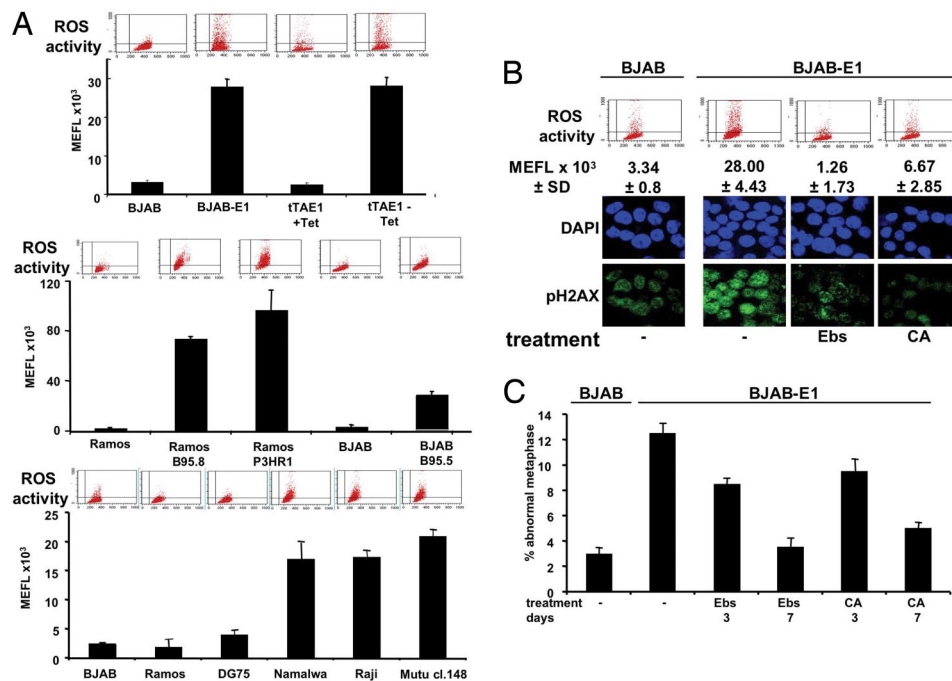 A
ROS
activity
MEFL x10³
30
20
10
0
BJAB
BJAB-E1
tTAE1
+Tet
tTAE1 -
Tet
ROS
activity
MEFL x10³
120
80
40
0
Ramos
Ramos
B95.8
Ramos
P3HR1
BJAB
BJAB
B95.5
ROS
activity
MEFL x10³
25
20
15
10
5
0
BJAB
Ramos
DG75
Namalwa
Raji
Mutu cl.148
B
BJAB
BJAB-E1
ROS
activity
MEFL x 10³
± SD
3.34
± 0.8
28.00
± 4.43
1.26
± 1.73
6.67
± 2.85
DAPI
pH2AX
treatment
-
-
Ebs
CA
C
BJAB
BJAB-E1
% abnormal metaphase
14
12
10
8
6
4
2
0
treatment
days
-
-
Ebs
3
Ebs
7
CA
3
CA
7